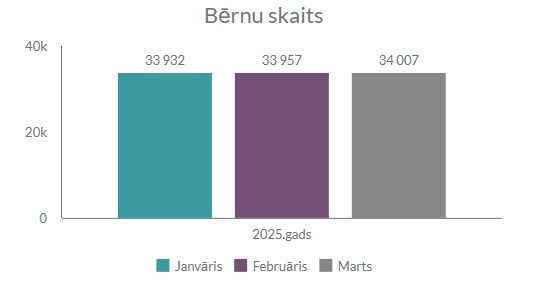 Bērnu skaits
40k
33 932 33 957 34 007
20k
0
2025.gads
Janvāris Februāris Marts